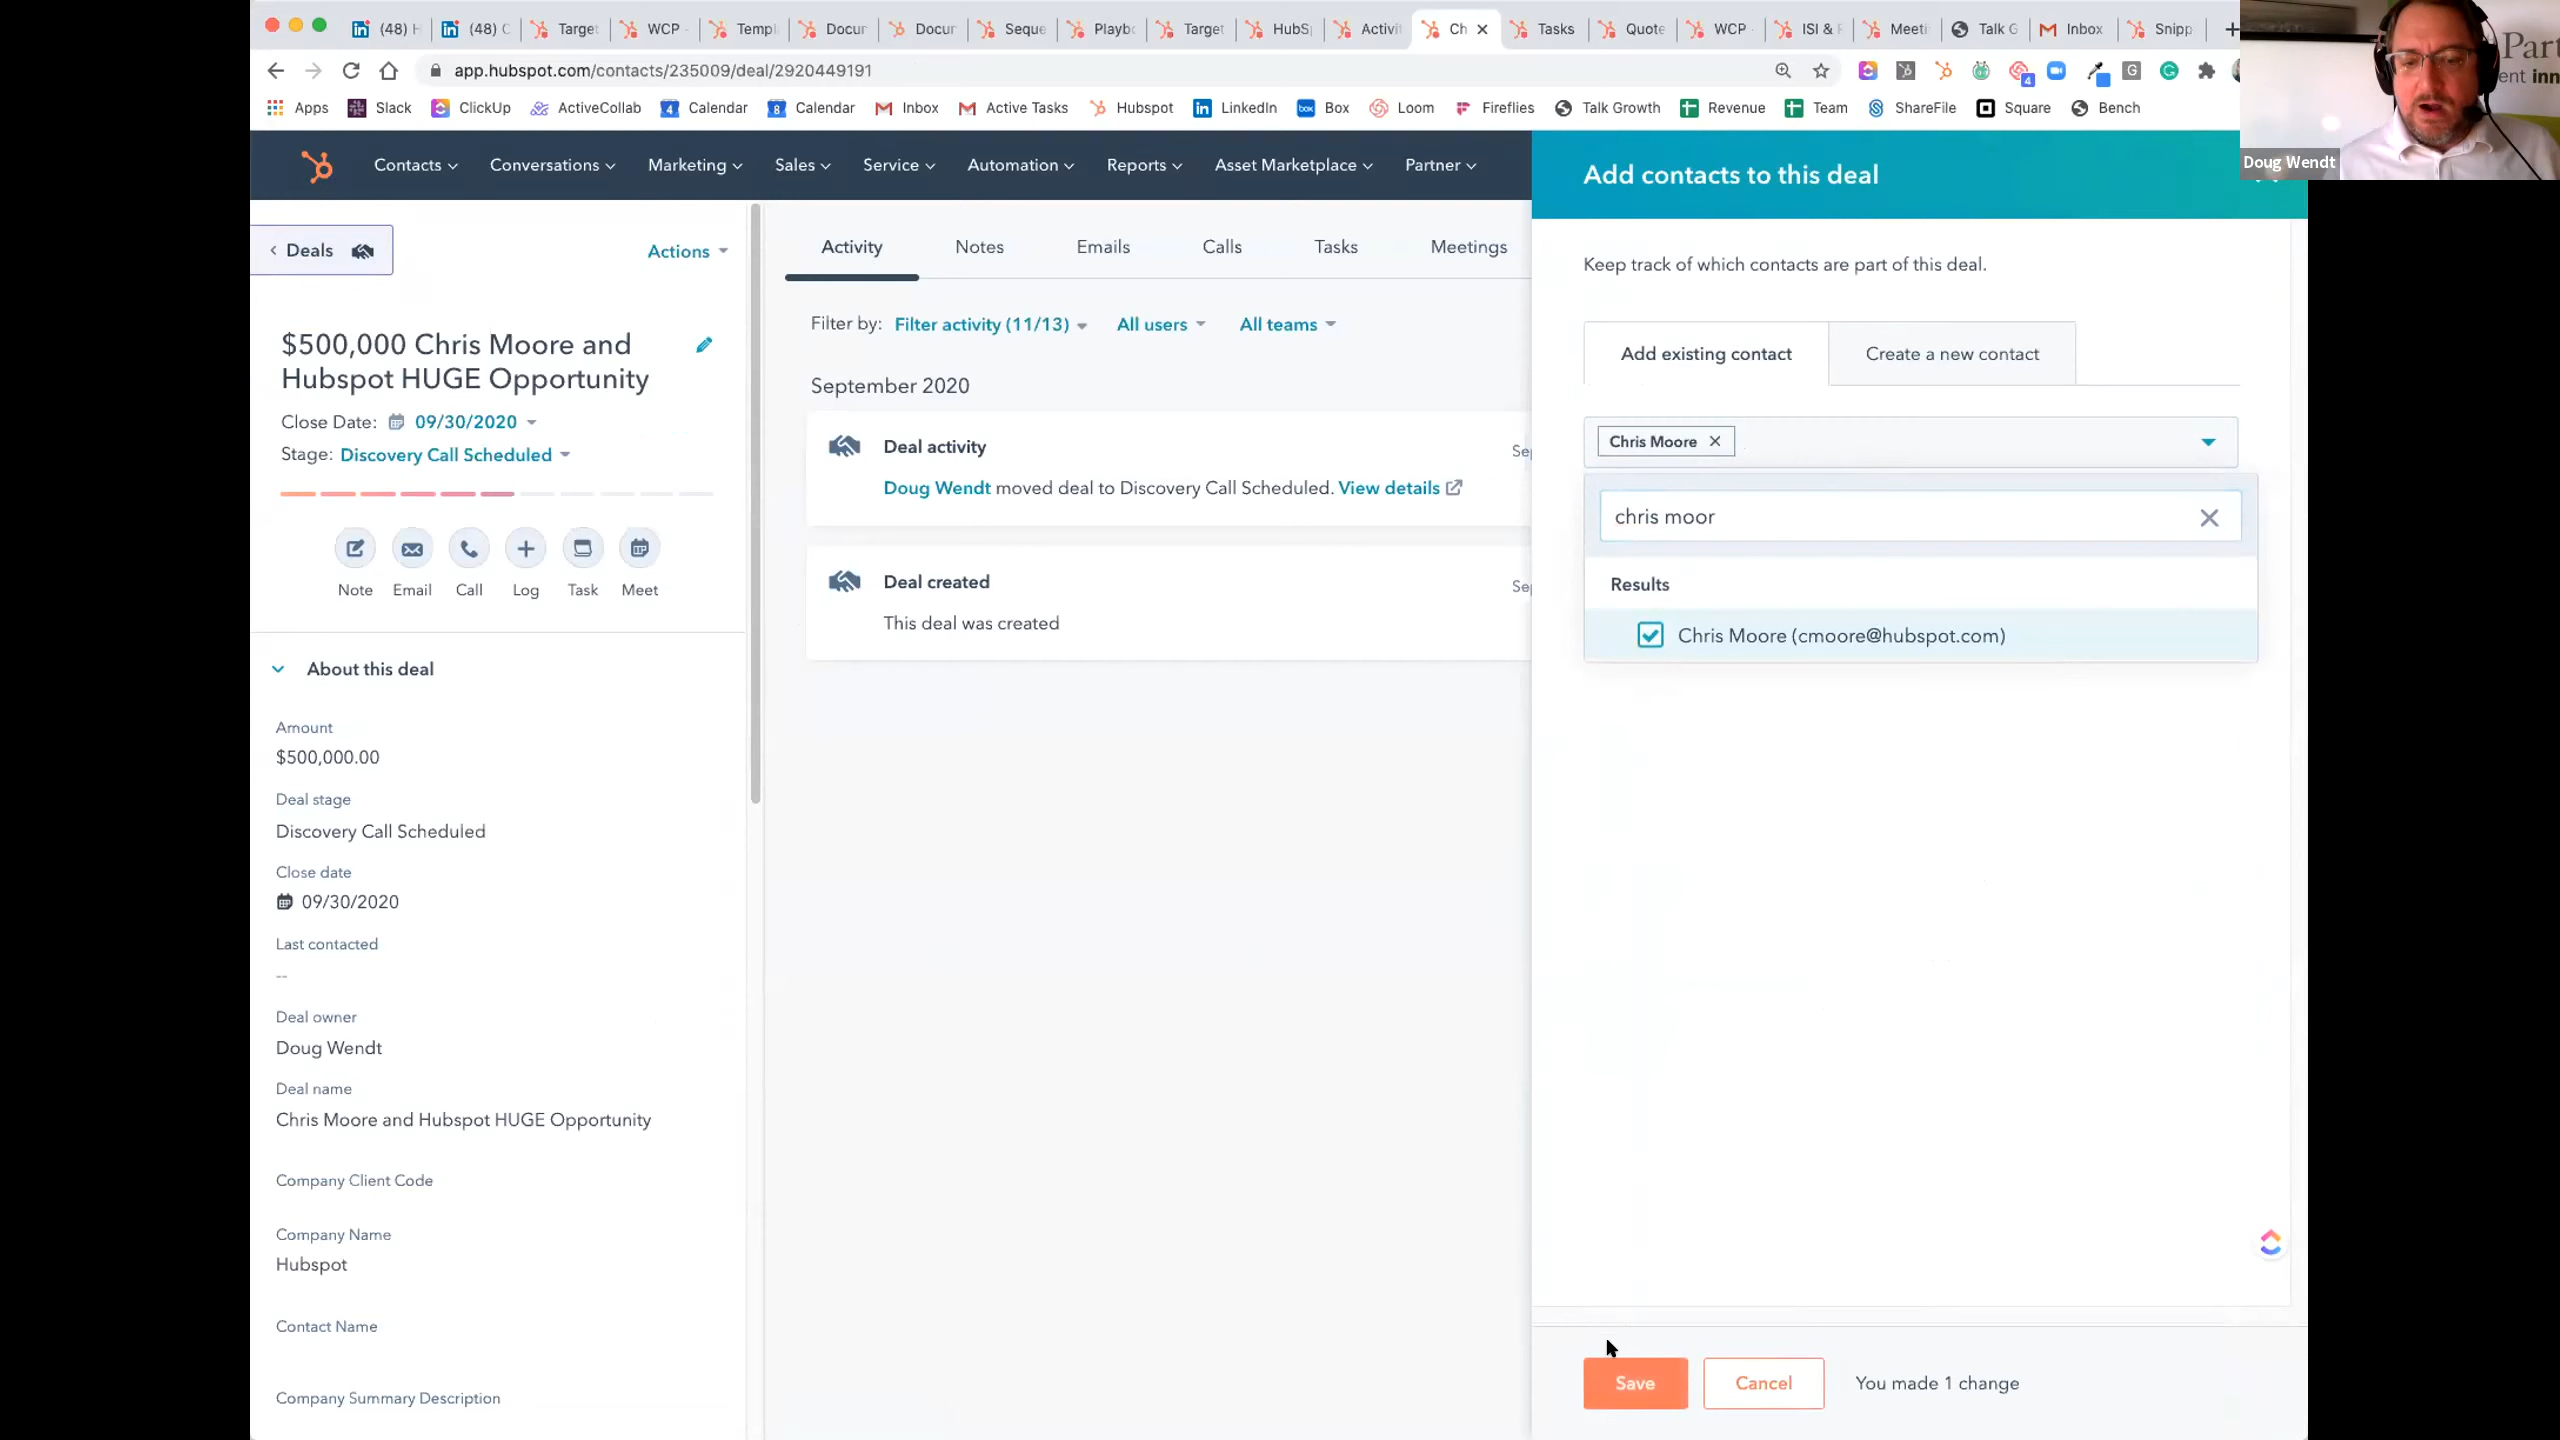 (48)
(48) C
Target
WCP -
Templ
Docur
Docur
Seque
Playbo
Target
HubS
Activi
Ch
Tasks
Quote
WCP -
ISI &
Meeti
Talk G
Inbox
Snipp
app.hubspot.com/contacts/235009/deal/2920449191
4
Apps
Slack
ClickUp
ActiveCollab
4 Calendar
8 Calendar
Inbox
Active Tasks
Hubspot
LinkedIn
Box
Loom
Fireflies
Talk Growth
Revenue
Team
ShareFile
Square
Bench
Part
ent inn
Doug Wendt
Contacts
Conversations
Marketing
Sales
Service
Automation
Reports
Asset Marketplace
Partner
Deals
Actions
$500,000 Chris Moore and
Hubspot HUGE Opportunity
Close Date: 09/30/2020
Stage: Discovery Call Scheduled
Note
Email
Call
Log
Task
Meet
About this deal
Amount
$500,000.00
Deal stage
Discovery Call Scheduled
Close date
09/30/2020
Last contacted
--
Deal owner
Doug Wendt
Deal name
Chris Moore and Hubspot HUGE Opportunity
Company Client Code
Company Name
Hubspot
Contact Name
Company Summary Description
Activity
Notes
Emails
Calls
Tasks
Meetings
Filter by: Filter activity (11/13) All users All teams
September 2020
Deal activity
Sep
Doug Wendt moved deal to Discovery Call Scheduled. View details
Deal created
Sep
This deal was created
Add contacts to this deal
Keep track of which contacts are part of this deal.
Add existing contact
Create a new contact
Chris Moore
chris moor
Results
Chris Moore (cmoore@hubspot.com)
Save
Cancel
You made 1 change